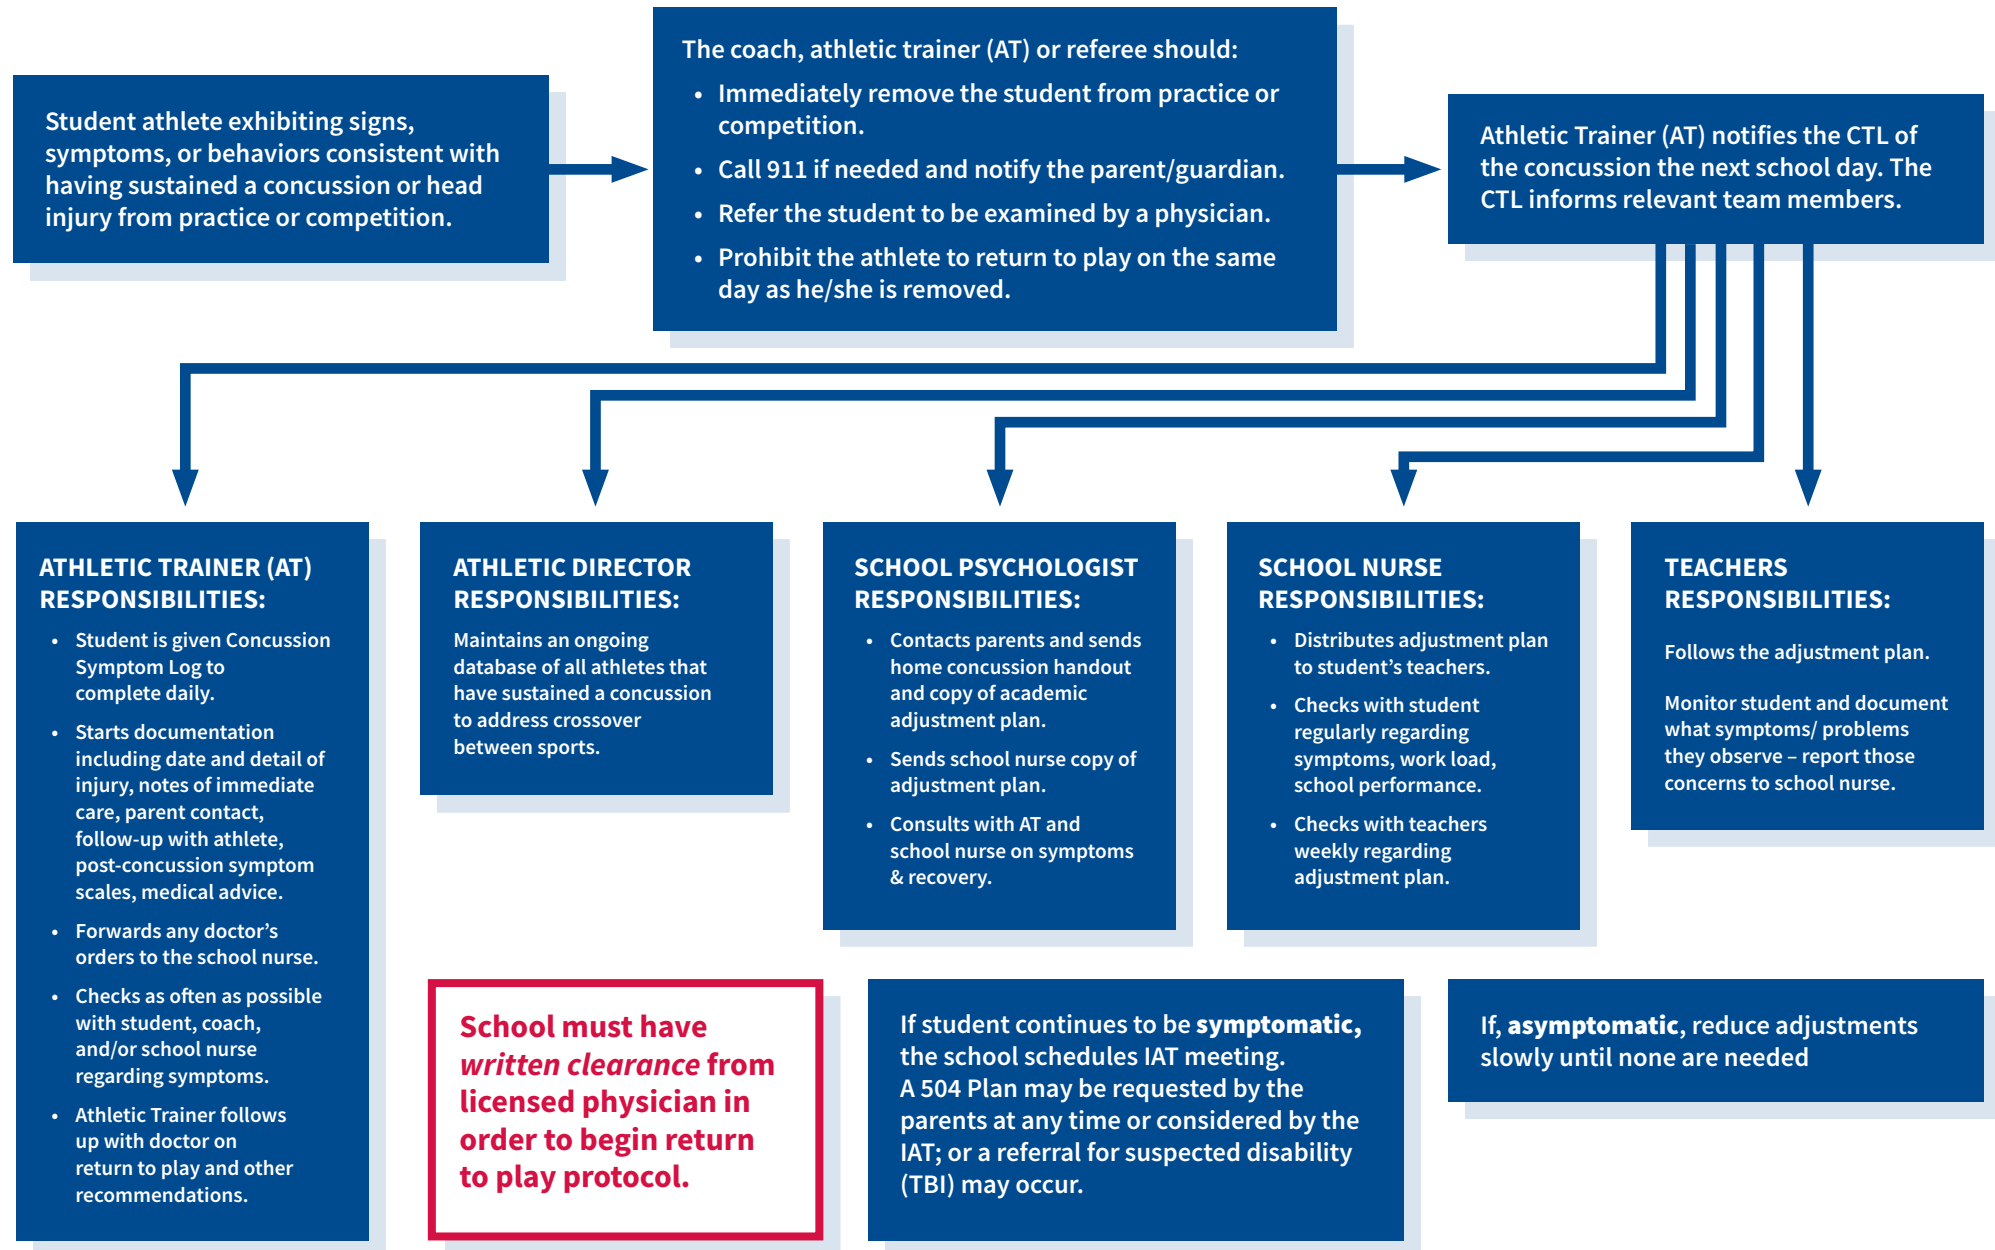 Student athlete exhibiting signs,
symptoms, or behaviors consistent with
having sustained a concussion or head
injury from practice or competition.
The coach, athletic trainer (AT) or referee should:
• Immediately remove the student from practice or
competition.
• Call 911 if needed and notify the parent/guardian.
• Refer the student to be examined by a physician.
• Prohibit the athlete to return to play on the same
day as he/she is removed.
Athletic Trainer (AT) notifies the CTL of
the concussion the next school day. The
CTL informs relevant team members.
ATHLETIC TRAINER (AT)
RESPONSIBILITIES:
• Student is given Concussion
Symptom Log to
complete daily.
• Starts documentation
including date and detail of
injury, notes of immediate
care, parent contact,
follow-up with athlete,
post-concussion symptom
scales, medical advice.
• Forwards any doctor’s
orders to the school nurse.
• Checks as often as possible
with student, coach,
and/or school nurse
regarding symptoms.
• Athletic Trainer follows
up with doctor on
return to play and other
recommendations.
ATHLETIC DIRECTOR
RESPONSIBILITIES:
Maintains an ongoing
database of all athletes that
have sustained a concussion
to address crossover
between sports.
SCHOOL PSYCHOLOGIST
RESPONSIBILITIES:
• Contacts parents and sends
home concussion handout
and copy of academic
adjustment plan.
• Sends school nurse copy of
adjustment plan.
• Consults with AT and
school nurse on symptoms
& recovery.
SCHOOL NURSE
RESPONSIBILITIES:
• Distributes adjustment plan
to student’s teachers.
• Checks with student
regularly regarding
symptoms, work load,
school performance.
• Checks with teachers
weekly regarding
adjustment plan.
TEACHERS
RESPONSIBILITIES:
Follows the adjustment plan.
Monitor student and document
what symptoms/ problems
they observe – report those
concerns to school nurse.
School must have
written clearance from
licensed physician in
order to begin return
to play protocol.
If student continues to be symptomatic,
the school schedules IAT meeting.
A 504 Plan may be requested by the
parents at any time or considered by the
IAT; or a referral for suspected disability
(TBI) may occur.
If, asymptomatic, reduce adjustments
slowly until none are needed